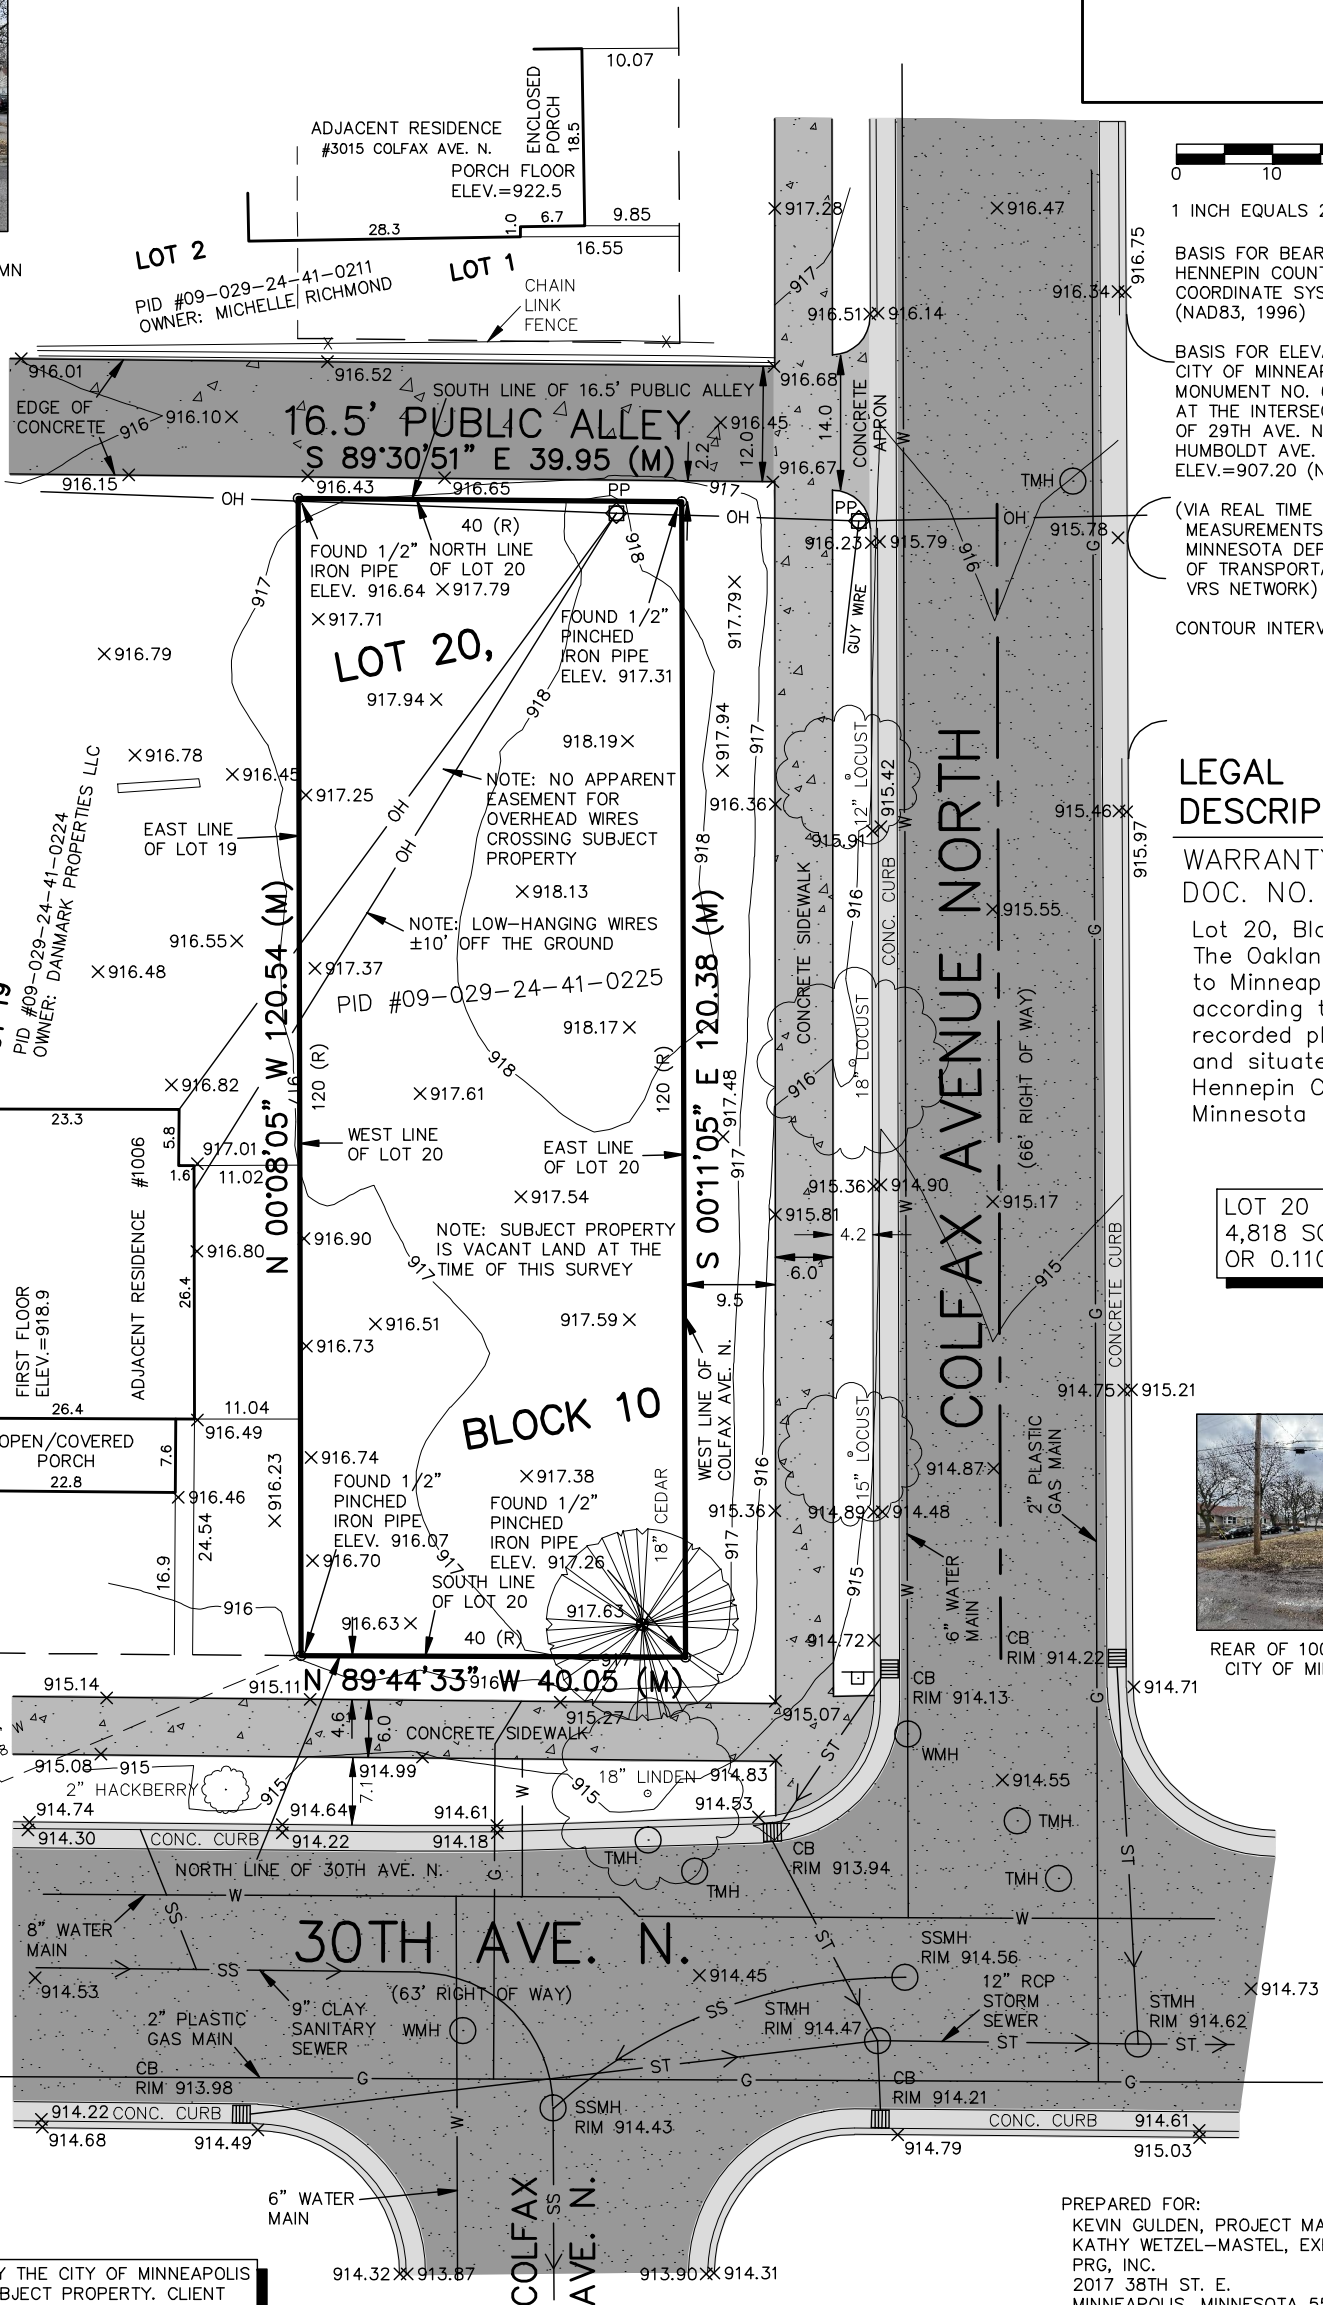 10.07
ENCLOSED
PORCH
18.5
ADJACENT RESIDENCE
#3015 COLFAX AVE. N.
PORCH FLOOR
ELEV.=922.5
28.3
1.0
6.7
9.85
16.55
LOT 2
LOT 1
PID #09-029-24-41-0211
OWNER: MICHELLE RICHMOND
CHAIN
LINK
FENCE
MN
917.28
917
916.47
916.75
916.34
916.51
916.14
0
10
1 INCH EQUALS 2
BASIS FOR BEAR
HENNEPIN COUNT
COORDINATE SYS
(NAD83, 1996)
BASIS FOR ELEV
CITY OF MINNEAP
MONUMENT NO.
AT THE INTERSEC
OF 29TH AVE. N
HUMBOLDT AVE.
ELEV.=907.20 (N
(VIA REAL TIME
MEASUREMENTS
MINNESOTA DEP
OF TRANSPORTA
VRS NETWORK)
CONTOUR INTERV
916.01
916.52
916.68
EDGE OF
CONCRETE
916
916.10
SOUTH LINE OF 16.5' PUBLIC ALLEY
16.5' PUBLIC ALLEY
916.45
S 89°30'51" E 39.95 (M)
2.2
12.0
14.0
CONCRETE
APRON
W
916.15
916.43
916.65
916.67
917
TMH
OH
PP
OH
PP
OH
40 (R)
918
916.23
915.79
915.78
G
916
FOUND 1/2"
IRON PIPE
ELEV. 916.64
NORTH LINE
OF LOT 20
917.79
917.71
917
FOUND 1/2"
PINCHED
IRON PIPE
ELEV. 917.31
917.79
GUY WIRE
916.79
LOT 20,
917.94
918
918.19
917.94
917
916.78
916.45
917.25
NOTE: NO APPARENT
EASEMENT FOR
OVERHEAD WIRES
CROSSING SUBJECT
PROPERTY
916.36
12" LOCUST
915.42
915.91
W
915.46
915.97
LEGAL
DESCRIP
WARRANTY
DOC. NO.
Lot 20, Blo
The Oaklan
to Minneap
according t
recorded pl
and situate
Hennepin C
Minnesota
EAST LINE
OF LOT 19
OH
OH
918
918.13
PID #09-029-24-41-0224
OWNER: DANMARK PROPERTIES LLC
19
916.55
916.48
NOTE: LOW-HANGING WIRES
±10' OFF THE GROUND
917.37
PID #09-029-24-41-0225
918.17
N 00°08'05" W 120.54 (M)
S 00°11'05" E 120.38 (M)
CONCRETE SIDEWALK
916
CONC. CURB
915.55
G
COLFAX AVENUE NORTH
(66' RIGHT OF WAY)
18" LOCUST
916
918
120 (R)
120 (R)
917.48
917
916.82
917.61
23.3
5.8
917.01
1.6
11.02
#1006
WEST LINE
OF LOT 20
EAST LINE
OF LOT 20
917.54
915.36
914.90
W
915.17
915.81
4.2
6.0
9.5
LOT 20
4,818 SQ
OR 0.110
916.80
916.90
NOTE: SUBJECT PROPERTY
IS VACANT LAND AT THE
TIME OF THIS SURVEY
917
26.4
ADJACENT RESIDENCE
FIRST FLOOR
ELEV.=918.9
916.51
917.59
916.73
915
G
CONCRETE CURB
WEST LINE OF
COLFAX AVE. N.
914.75
915.21
26.4
11.04
916.49
BLOCK 10
OPEN/COVERED
PORCH
7.6
22.8
916.46
916.23
916.74
917.38
916
15" LOCUST
914.87
2" PLASTIC
GAS MAIN
FOUND 1/2"
PINCHED
IRON PIPE
ELEV. 916.07
FOUND 1/2"
PINCHED
IRON PIPE
ELEV. 917.26
18" CEDAR
915.36
914.89
914.48
16.9
24.54
916.70
917
917
915
W
6" WATER
MAIN
916
SOUTH LINE
OF LOT 20
916.63
40 (R)
917.63
917
914.72
CB
RIM 914.22
REAR OF 100
CITY OF MI
N 89°44'33" W 40.05 (M)
916
CB
RIM 914.13
914.71
915.14
915.11
915.27
915.07
G
W
4.6
6.0
CONCRETE SIDEWALK
ST
WMH
915.08
915
2" HACKBERRY
915
7.1
914.99
W
915
18" LINDEN
914.83
914.53
914.55
914.74
914.30
CONC. CURB
914.64
914.22
914.61
914.18
TMH
TMH
TMH
TMH
CB
RIM 913.94
ST
NORTH LINE OF 30TH AVE. N.
G
W
SS
8" WATER
MAIN
30TH AVE. N.
(63' RIGHT OF WAY)
ST
W
SSMH
RIM 914.56
SS
914.53
9" CLAY
SANITARY
SEWER
2" PLASTIC
GAS MAIN
WMH
914.45
SS
STMH
RIM 914.47
12" RCP
STORM
SEWER
ST
STMH
RIM 914.62
ST
914.73
ST
CB
RIM 913.98
G
G
G
CB
RIM 914.21
914.22
CONC. CURB
914.68
914.49
W
SSMH
RIM 914.43
CONC. CURB
914.61
914.79
915.03
6" WATER
MAIN
SS
COLFAX
AVE. N.
914.32
913.87
913.90
914.31
Y THE CITY OF MINNEAPOLIS
BJECT PROPERTY. CLIENT
PREPARED FOR:
KEVIN GULDEN, PROJECT MA
KATHY WETZEL-MASTEL, EX
PRG, INC.
2017 38TH ST. E.
MINNEAPOLIS, MINNESOTA 55